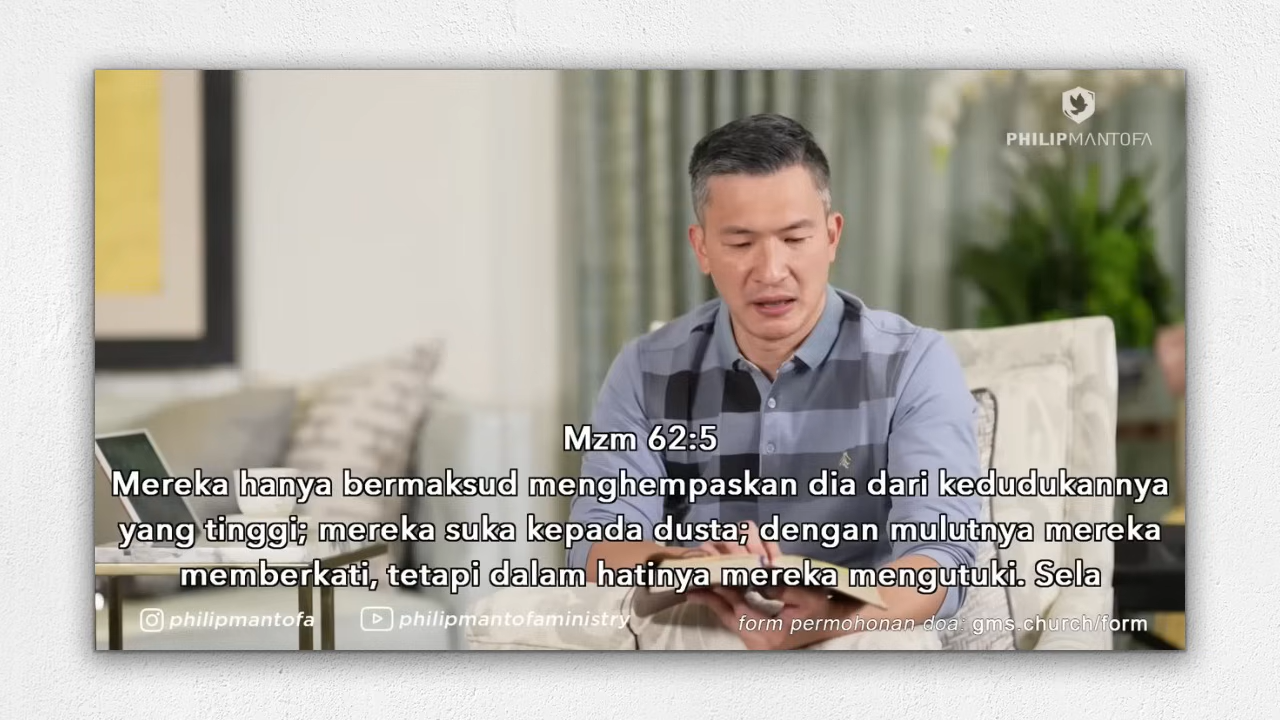 PHILIPMANTOFA
Mzm 62:5
Mereka hanya bermaksud menghempaskan dia dari kedudukannya
yang tinggi; mereka suka kepada dusta; dengan mulutnya mereka
memberkati, tetapi dalam hatinya mereka mengutuki. Sela
philipmantofa
philipmantofaministry
form permohonan doa: gms.church/form